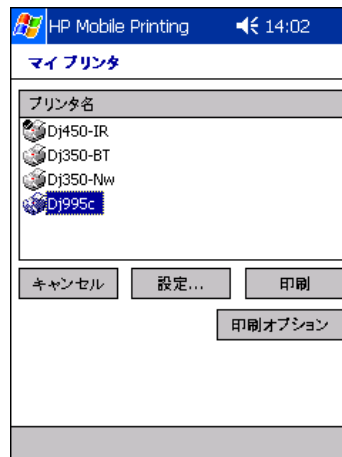 HP Mobile Printing 14:02
マイ プリンタ
プリンタ名
Dj450-IR
Dj350-BT
Dj350-Nw
Dj995c
キャンセル 設定... 印刷
印刷オプション